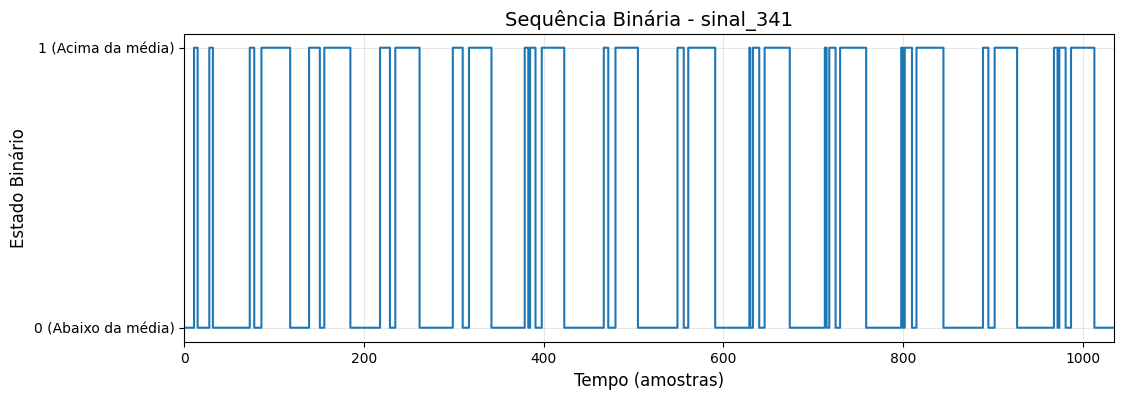 Sequência Binária - sinal_341
1 (Acima da média)
Estado Binário
0 (Abaixo da média)
0 200 400 600 800 1000
Tempo (amostras)